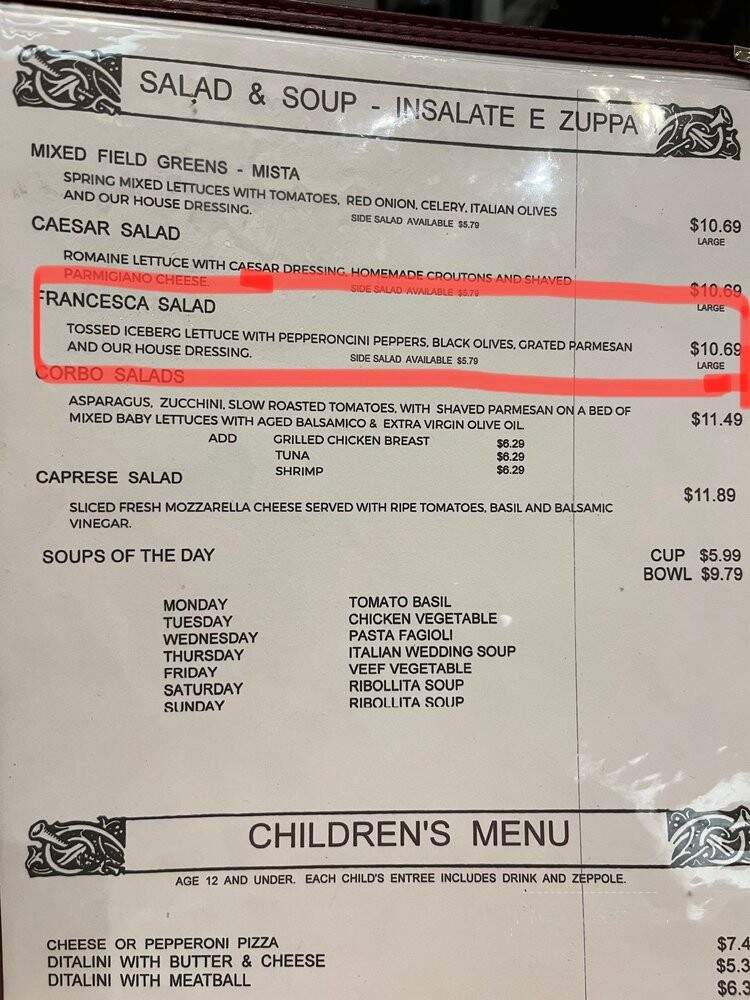 SALAD & SOUP - INSALATE E ZUPPA
MIXED FIELD GREENS - MISTA
SPRING MIXED LETTUCES WITH TOMATOES, RED ONION, CELERY, ITALIAN OLIVES
AND OUR HOUSE DRESSING. SIDE SALAD AVAILABLE $5.79 $10.69
LARGE
CAESAR SALAD
ROMAINE LETTUCE WITH CAESAR DRESSING, HOMEMADE CROUTONS AND SHAVED
PARMIGIANO CHEESE. SIDE SALAD AVAILABLE $5.79 $10.69
LARGE
FRANCESCA SALAD
TOSSED ICEBERG LETTUCE WITH PEPPERONCINI PEPPERS, BLACK OLIVES, GRATED PARMESAN
AND OUR HOUSE DRESSING. SIDE SALAD AVAILABLE $5.79 $10.69
LARGE
CORBO SALADS
ASPARAGUS, ZUCCHINI, SLOW ROASTED TOMATOES, WITH SHAVED PARMESAN ON A BED OF
MIXED BABY LETTUCES WITH AGED BALSAMICO & EXTRA VIRGIN OLIVE OIL $11.49
ADD GRILLED CHICKEN BREAST $6.29
TUNA $6.29
SHRIMP $6.29
CAPRESE SALAD $11.89
SLICED FRESH MOZZARELLA CHEESE SERVED WITH RIPE TOMATOES, BASIL AND BALSAMIC
VINEGAR.
SOUPS OF THE DAY CUP $5.99
BOWL $9.79
MONDAY TOMATO BASIL
TUESDAY CHICKEN VEGETABLE
WEDNESDAY PASTA FAGIOLI
THURSDAY ITALIAN WEDDING SOUP
FRIDAY VEEF VEGETABLE
SATURDAY RIBOLLITA SOUP
SUNDAY RIBOLLITA SOUP
CHILDREN'S MENU
AGE 12 AND UNDER. EACH CHILD'S ENTREE INCLUDES DRINK AND ZEPPOLE.
CHEESE OR PEPPERONI PIZZA $7.4
DITALINI WITH BUTTER & CHEESE $5.3
DITALINI WITH MEATBALL $6.3